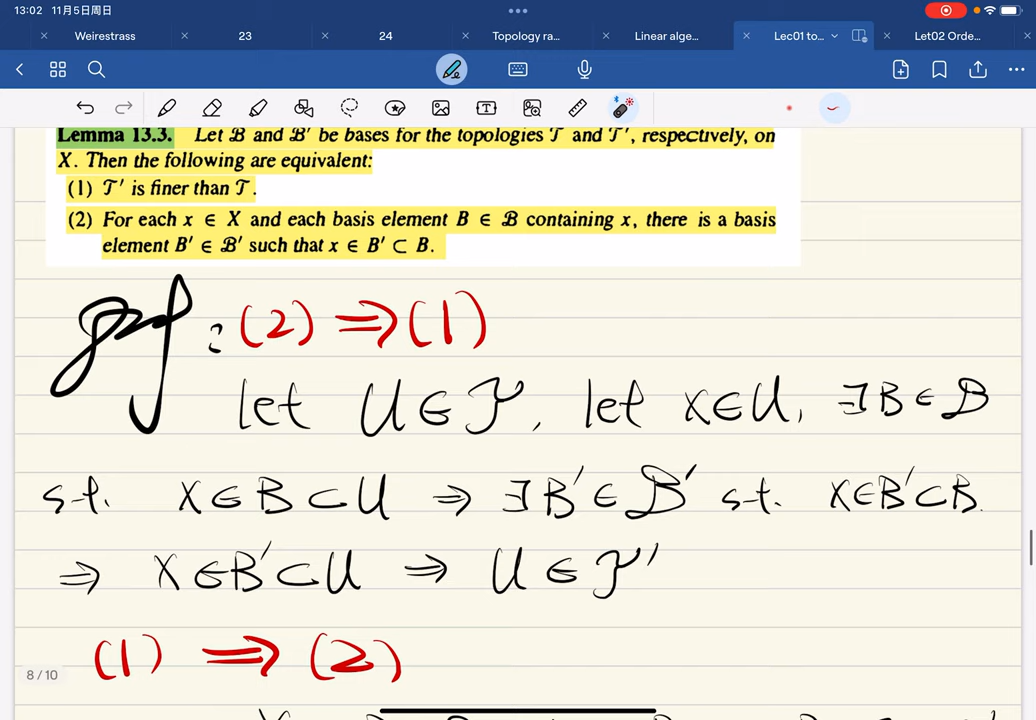 13:02 11月5日周日
Weirestrass 23 24 Topology ra... Linear alge... Lec01 to... Let02 Orde...
Lemma 13.3. Let ℬ and ℬ' be bases for the topologies 𝒯 and 𝒯', respectively, on
X. Then the following are equivalent:
(1) 𝒯' is finer than 𝒯.
(2) For each x ∈ X and each basis element B ∈ ℬ containing x, there is a basis
element B' ∈ ℬ' such that x ∈ B' ⊂ B.
prf : (2) ⟹ (1)
let U ∈ 𝒯, let x∈U, ∃B∈ℬ
s.t. x∈B⊂U ⇒ ∃B'∈ℬ' s.t. x∈B'⊂B.
⇒ x∈B'⊂U ⇒ U∈𝒯'
(1) ⟹ (2)
8 / 10